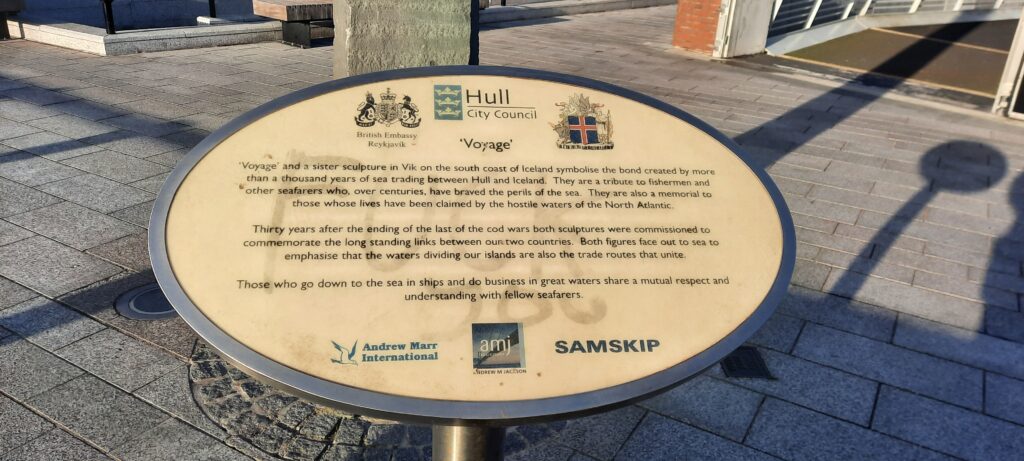 British Embassy
Reykjavik
Hull
City Council
'Voyage'
'Voyage' and a sister sculpture in Vik on the south coast of Iceland symbolise the bond created by more
than a thousand years of sea trading between Hull and Iceland. They are a tribute to fishermen and
other seafarers who, over centuries, have braved the perils of the sea. They are also a memorial to
those whose lives have been claimed by the hostile waters of the North Atlantic.
Thirty years after the ending of the last of the cod wars both sculptures were commissioned to
commemorate the long standing links between our two countries. Both figures face out to sea to
emphasise that the waters dividing our islands are also the trade routes that unite.
Those who go down to the sea in ships and do business in great waters share a mutual respect and
understanding with fellow seafarers.
Andrew Marr
International
amj
ANDREW M JACKSON
SAMSKIP